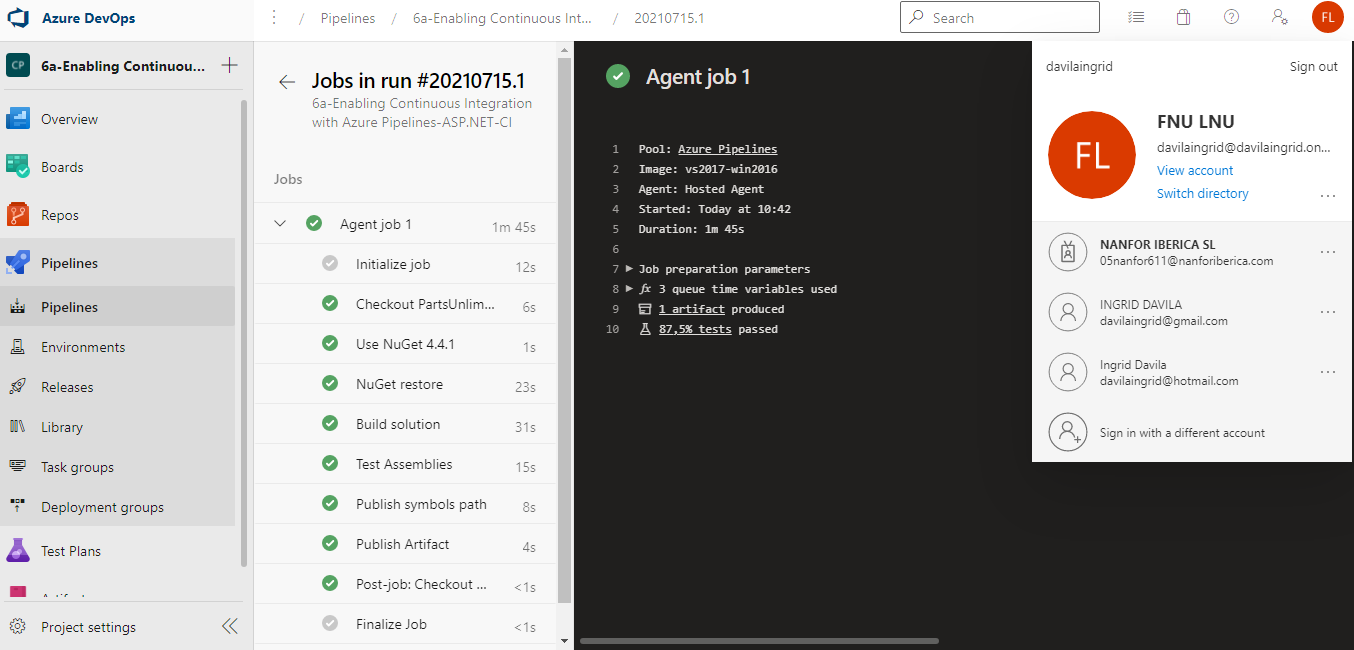 Azure DevOps
/ Pipelines / 6a-Enabling Continuous Int... / 20210715.1
Search
FL
CP
6a-Enabling Continuou...
Overview
Boards
Repos
Pipelines
Pipelines
Environments
Releases
Library
Task groups
Deployment groups
Test Plans
Project settings
Jobs in run #20210715.1
6a-Enabling Continuous Integration
with Azure Pipelines-ASP.NET-CI
Jobs
Agent job 1 1m 45s
Initialize job 12s
Checkout PartsUnlim... 6s
Use NuGet 4.4.1 1s
NuGet restore 23s
Build solution 31s
Test Assemblies 15s
Publish symbols path 8s
Publish Artifact 4s
Post-job: Checkout ... <1s
Finalize Job <1s
Agent job 1
1 Pool: Azure Pipelines
2 Image: vs2017-win2016
3 Agent: Hosted Agent
4 Started: Today at 10:42
5 Duration: 1m 45s
6
7 Job preparation parameters
8 fx 3 queue time variables used
9 1 artifact produced
10 87,5% tests passed
davilaingrid Sign out
FL
FNU LNU
davilaingrid@davilaingrid.on...
View account
Switch directory
NANFOR IBERICA SL
05nanfor611@nanforiberica.com
INGRID DAVILA
davilaingrid@gmail.com
Ingrid Davila
davilaingrid@hotmail.com
Sign in with a different account